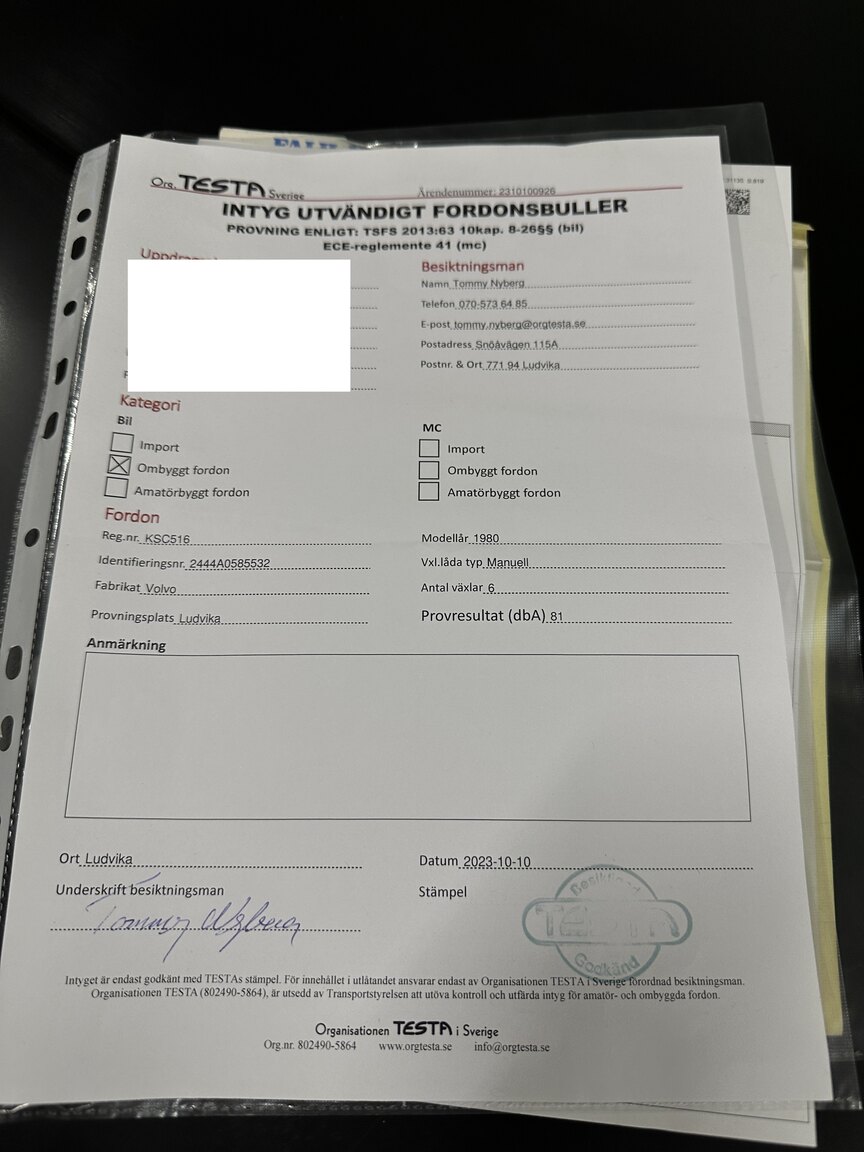 Org. TESTA Sverige
Ärendenummer: 2310100926
INTYG UTVÄNDIGT FORDONSBULLER
PROVNING ENLIGT: TSFS 2013:63 10kap. 8-26§§ (bil)
ECE-reglemente 41 (mc)
Besiktningsman
Namn Tommy Nyberg
Telefon 070-573 64 85
E-post tommy.nyberg@orgtesta.se
Postadress Snöåvägen 115A
Postnr. & Ort 771 94 Ludvika
Kategori
Bil
Import
Ombyggt fordon
Amatörbyggt fordon
MC
Import
Ombyggt fordon
Amatörbyggt fordon
Fordon
Reg.nr. KSC516
Identifieringsnr. 2444A0585532
Fabrikat Volvo
Provningsplats Ludvika
Modellår 1980
Vxl.låda typ Manuell
Antal växlar 6
Provresultat (dbA) 81
Anmärkning
Ort Ludvika
Datum 2023-10-10
Underskrift besiktningsman
Tommy Nyberg
Stämpel
TESTA
Godkänd
Intyget är endast godkänt med TESTAs stämpel. För innehållet i utlåtandet ansvarar endast av Organisationen TESTA i Sverige förordnad besiktningsman.
Organisationen TESTA (802490-5864), är utsedd av Transportstyrelsen att utöva kontroll och utfärda intyg för amatör- och ombyggda fordon.
Organisationen TESTA i Sverige
Org.nr. 802490-5864 www.orgtesta.se info@orgtesta.se